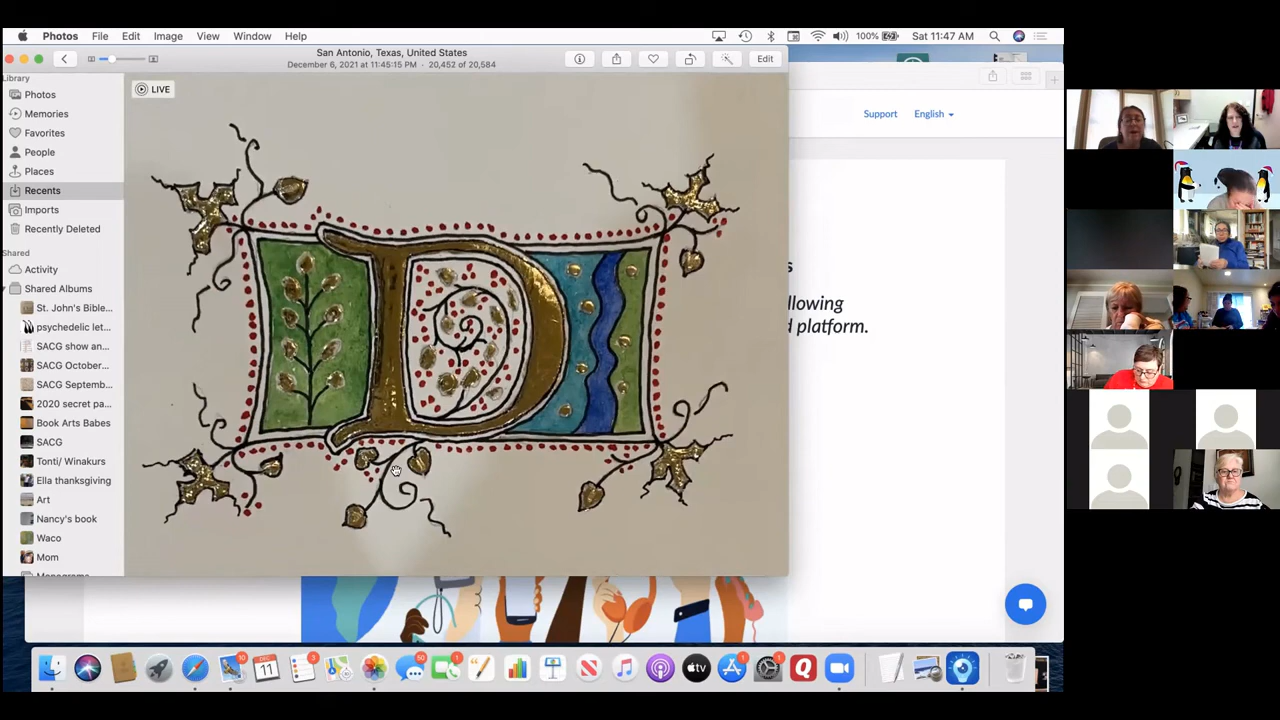 Photos File Edit Image View Window Help
100% Sat 11:47 AM
San Antonio, Texas, United States
December 6, 2021 at 11:45:15 PM · 20,452 of 20,584
Edit
Library
Photos
Memories
Favorites
People
Places
Recents
Imports
Recently Deleted
Shared
Activity
Shared Albums
St. John's Bible...
psychedelic let...
SACG show an...
SACG October...
SACG Septemb...
2020 secret pa...
Book Arts Babes
SACG
Tonti/ Winakurs
Ella thanksgiving
Art
Nancy's book
Waco
Mom
LIVE
D
Support English
s
llowing
d platform.
DEC
11
tv